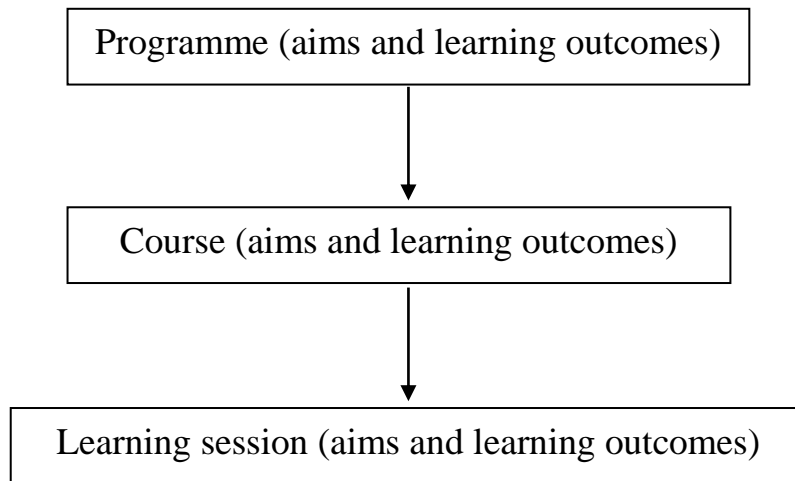 Programme (aims and learning outcomes)
Course (aims and learning outcomes)
Learning session (aims and learning outcomes)